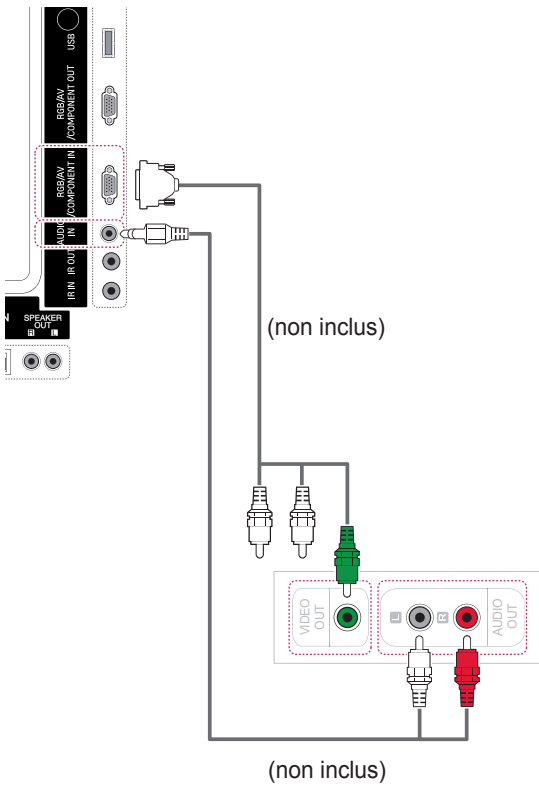 USB
RGB/AV
/COMPONENT OUT
RGB/AV
/COMPONENT IN
AUDIO
IN
IR OUT
IR IN
N
SPEAKER
OUT
R L
(non inclus)
VIDEO
OUT
L R
AUDIO
OUT
(non inclus)